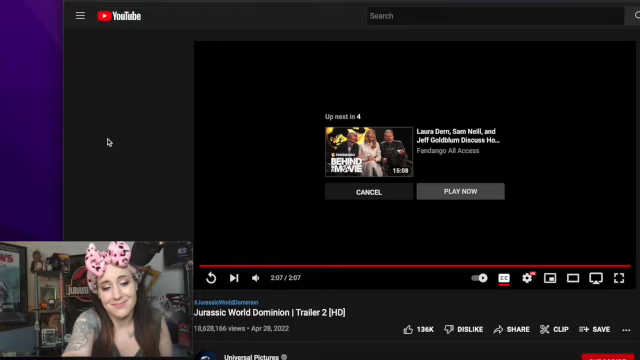 YouTube
Search
Up next in 4
Laura Dern, Sam Neill, and
Jeff Goldblum Discuss Ho...
Fandango All Access
FANDANGO
BEHIND
THE
MOVIE
15:08
CANCEL
PLAY NOW
2:07 / 2:07
CC
#JurassicWorldDominion
Jurassic World Dominion | Trailer 2 [HD]
18,628,166 views • Apr 28, 2022
136K
DISLIKE
SHARE
CLIP
SAVE
Universal Pictures